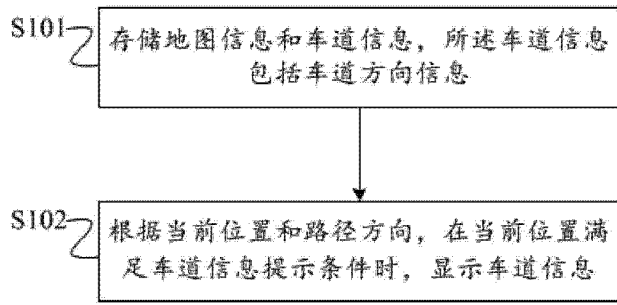 S101
存储地图信息和车道信息，所述车道信息
包括车道方向信息
S102
根据当前位置和路径方向，在当前位置满
足车道信息提示条件时，显示车道信息